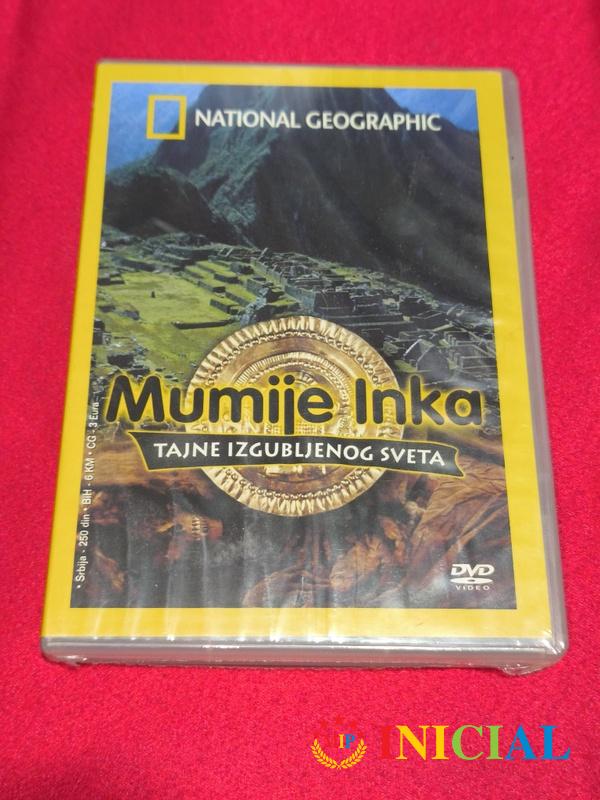 NATIONAL GEOGRAPHIC
Mumije Inka
TAJNE IZGUBLJENOG SVETA
• Srbija - 250 din • BIH - 6 KM • CG - 3 Eura
DVD
VIDEO
IP INICIAL